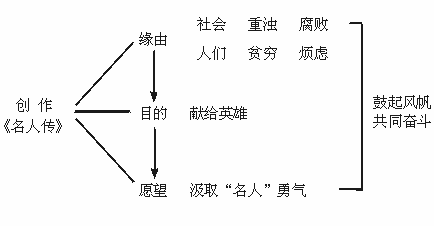 社会 重浊 腐败
缘由
人们 贫穷 烦虑
创 作
《名人传》
目的 献给英雄
鼓起风帆
共同奋斗
愿望 汲取“名人”勇气